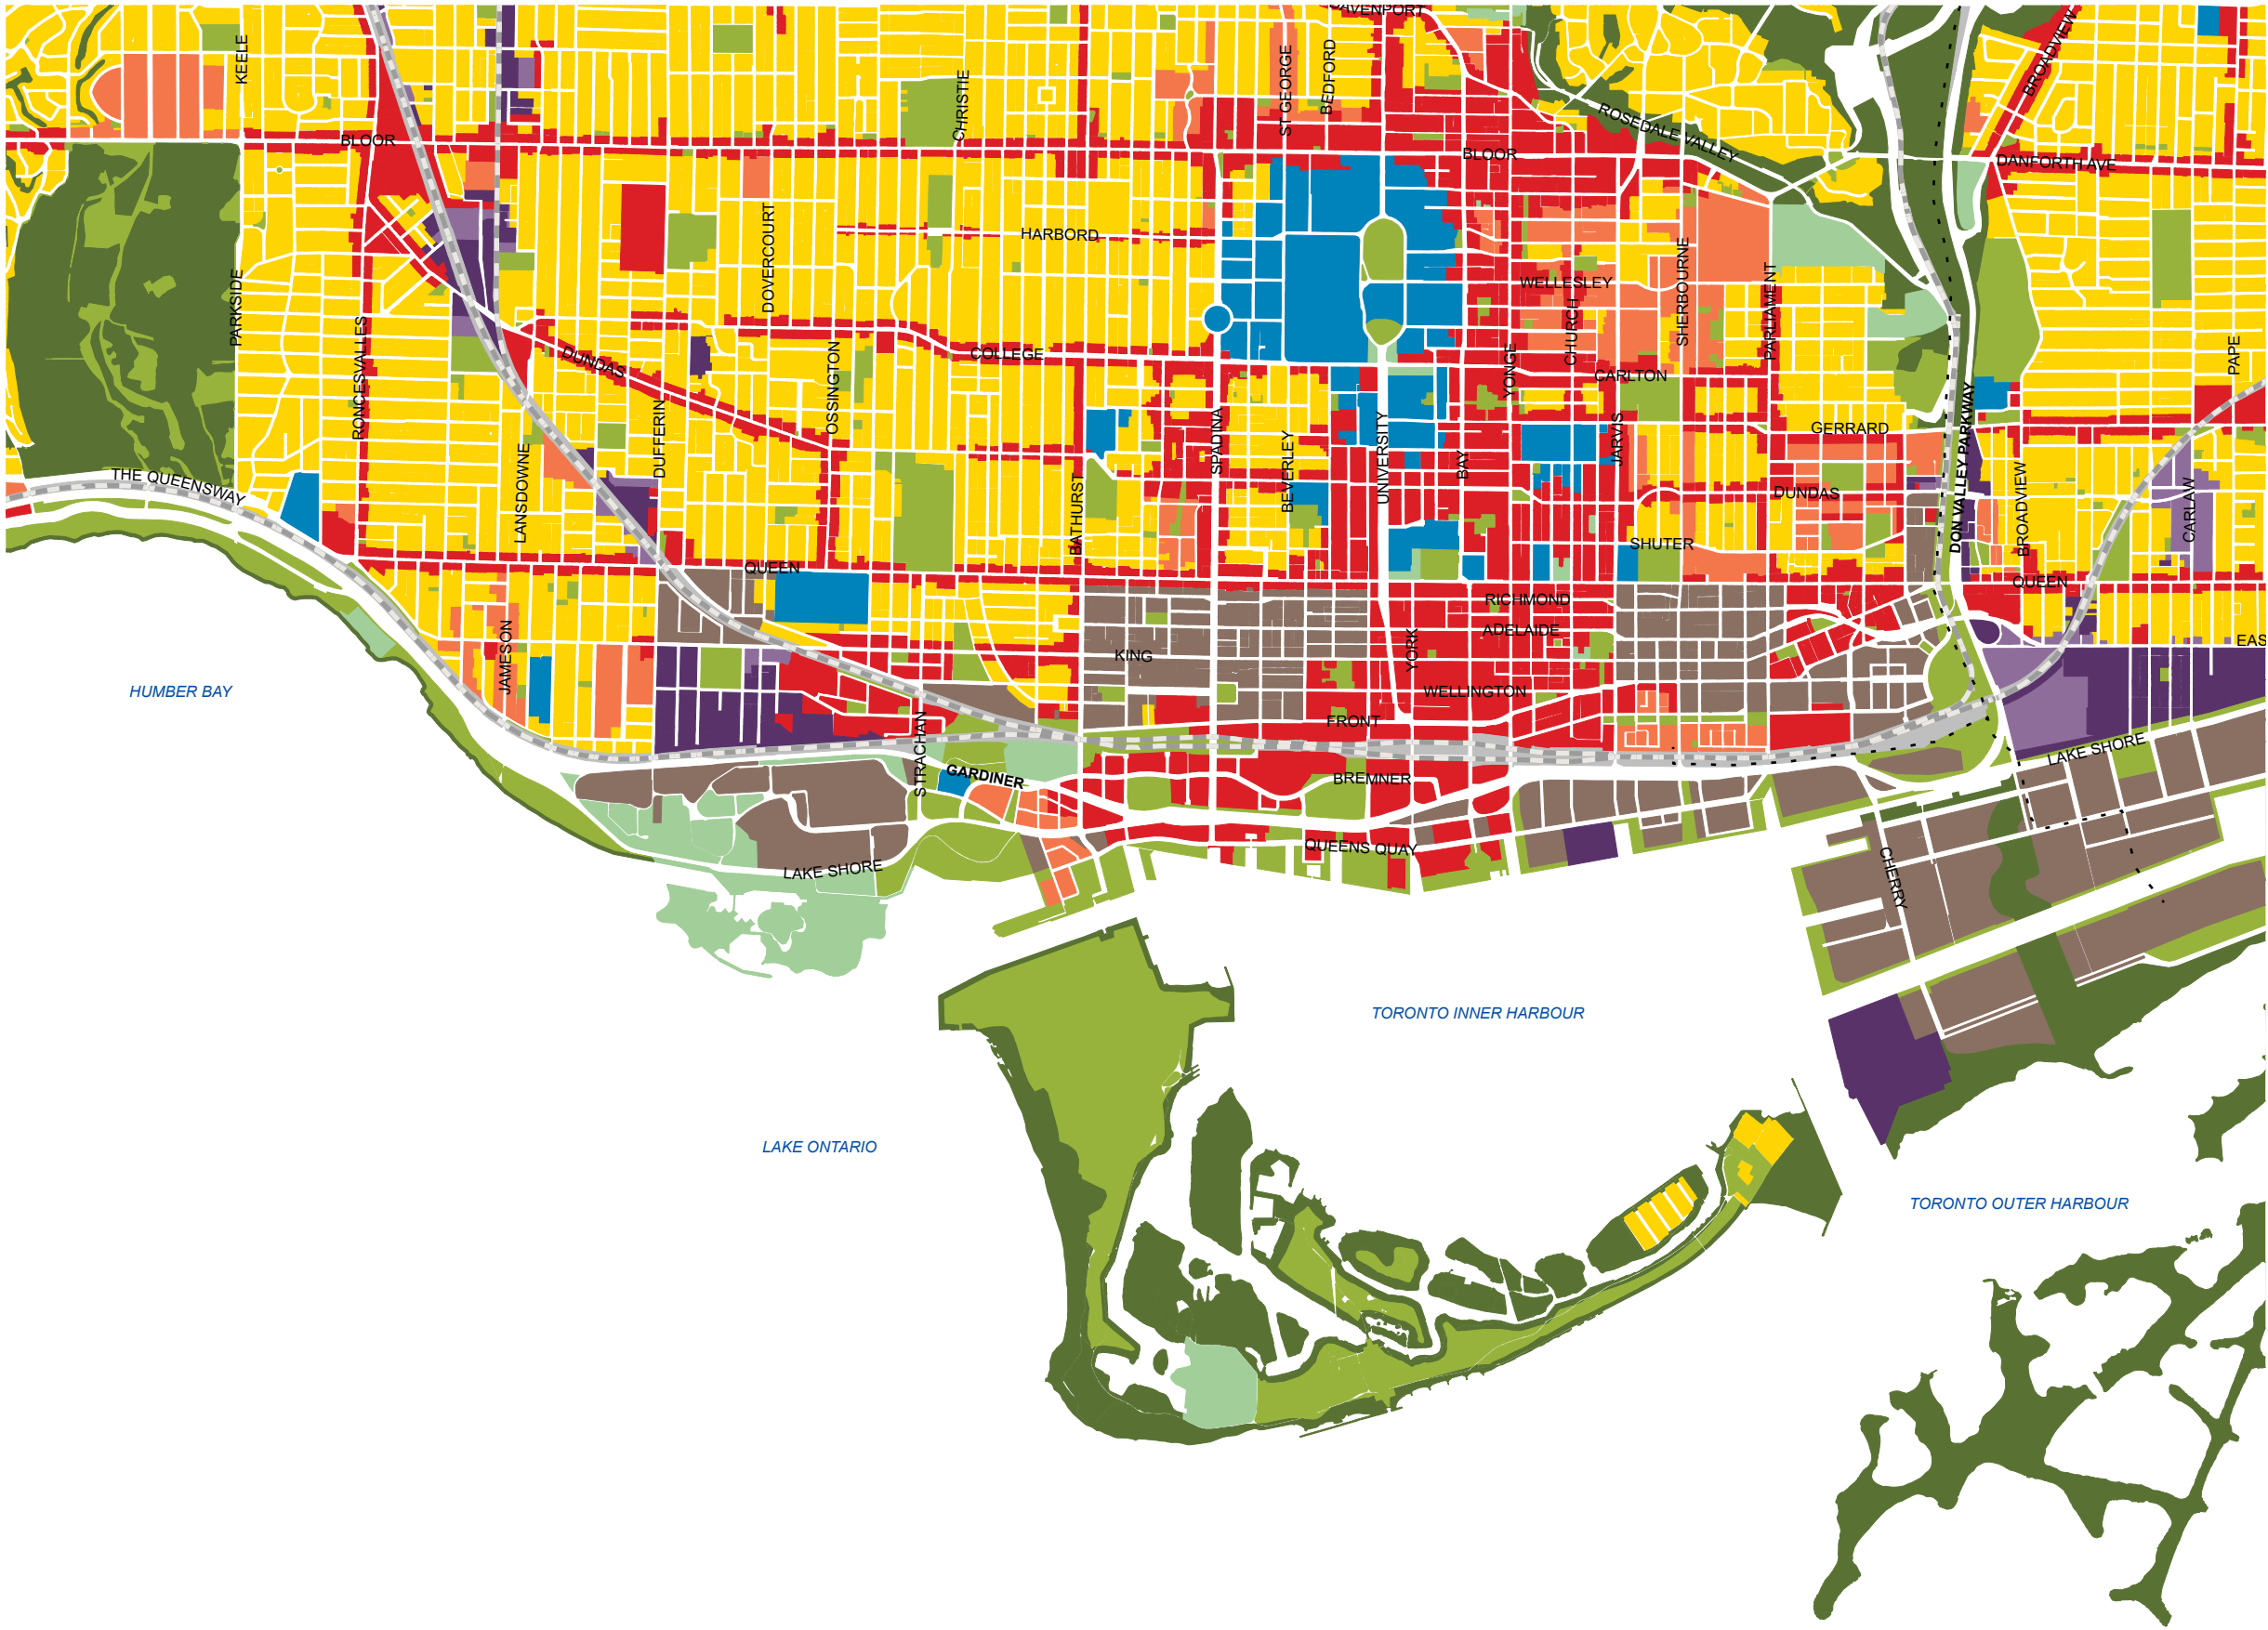 DAVENPORT
KEELE
CHRISTIE
ST GEORGE
BEDFORD
BROADVIEW
ROSEDALE VALLEY
BLOOR
BLOOR
DANFORTH AVE
HARBORD
DOVERCOURT
PARKSIDE
WELLESLEY
SHERBOURNE
PARLIAMENT
CHURCH
RONCESVALLES
DUNDAS
OSSINGTON
COLLEGE
YONGE
CARLTON
PAPE
DUFFERIN
SPADINA
BEVERLEY
UNIVERSITY
BAY
JARVIS
GERRARD
DON VALLEY PARKWAY
THE QUEENSWAY
LANSDOWNE
BATHURST
DUNDAS
BROADVIEW
CARLAW
SHUTER
QUEEN
QUEEN
RICHMOND
ADELAIDE
JAMESON
KING
YORK
EAS
HUMBER BAY
WELLINGTON
FRONT
STRACHAN
GARDINER
BREMNER
LAKE SHORE
QUEENS QUAY
LAKE SHORE
CHERRY
TORONTO INNER HARBOUR
LAKE ONTARIO
TORONTO OUTER HARBOUR